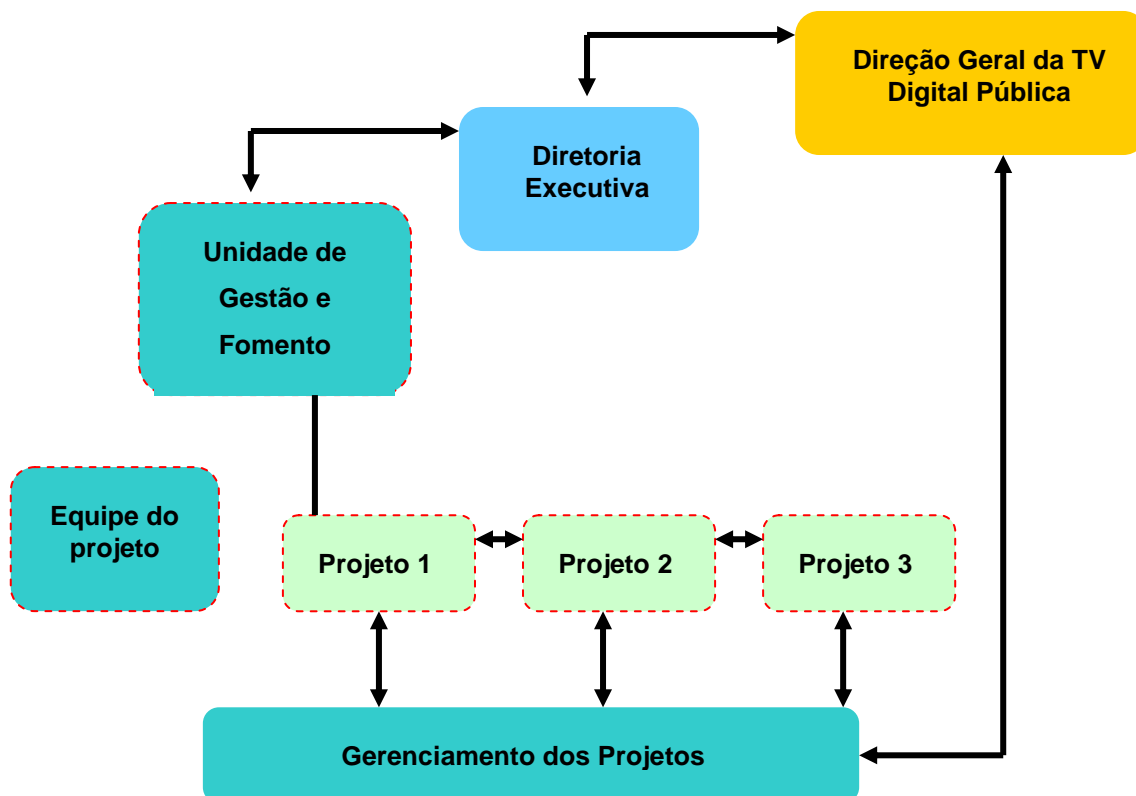 Direção Geral da TV
Digital Pública
Diretoria
Executiva
Unidade de
Gestão e
Fomento
Equipe do
projeto
Projeto 1
Projeto 2
Projeto 3
Gerenciamento dos Projetos